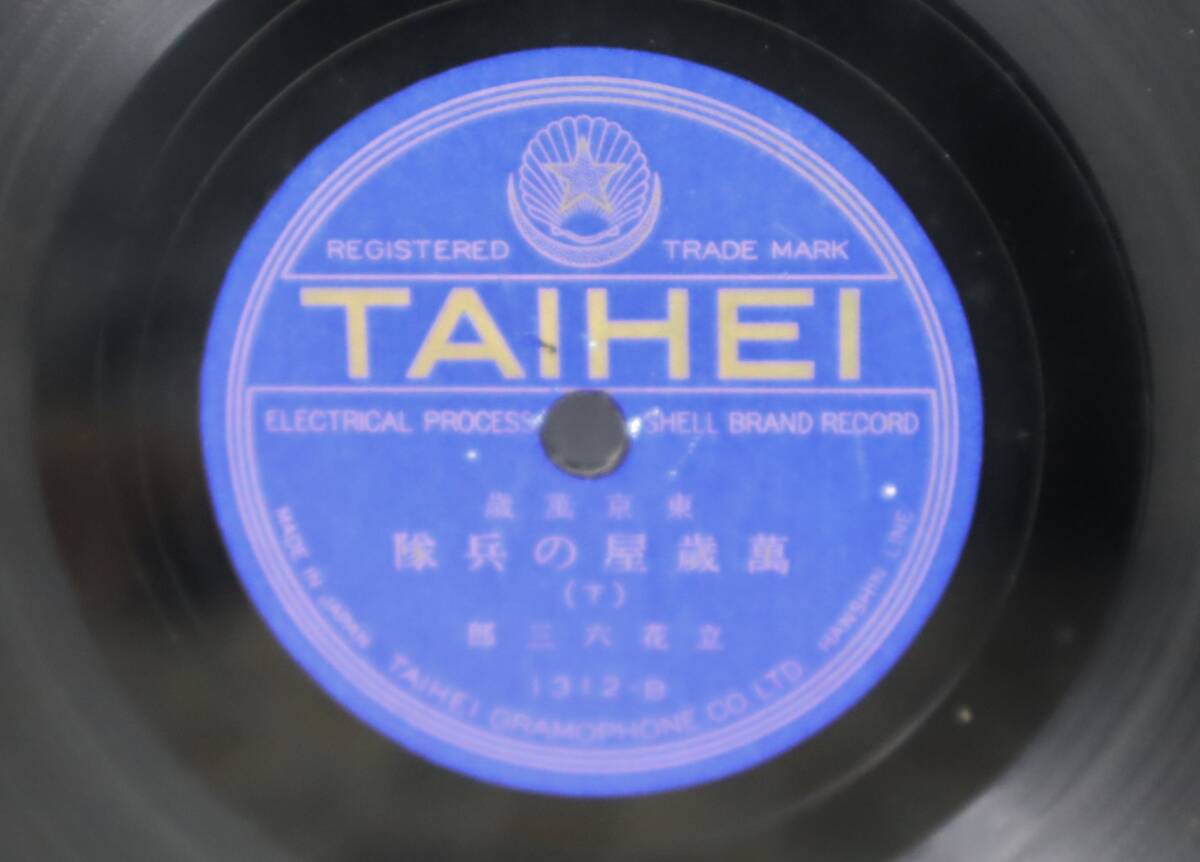 REGISTERED TRADE MARK
TAIHEI
ELECTRICAL PROCESS SHELL BRAND RECORD
東京萬歳
萬歳屋の兵隊
(下)
立花六三郎
1312-B
MADE IN JAPAN TAIHEI GRAMOPHONE CO LTD HANSHIN LINE